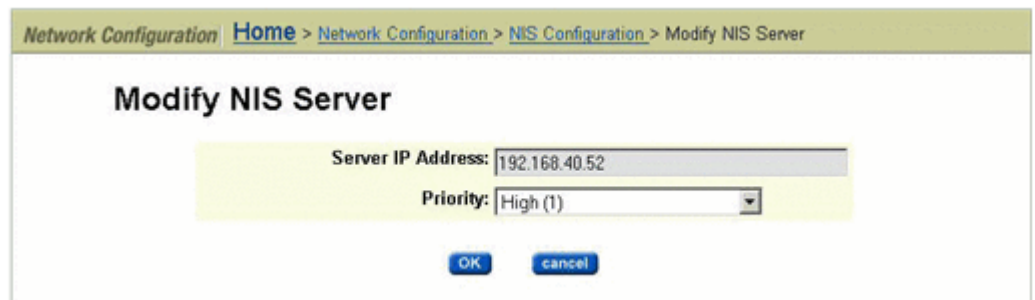 Network Configuration Home > Network Configuration > NIS Configuration > Modify NIS Server
Modify NIS Server
Server IP Address: 192.168.40.52
Priority: High (1)
OK cancel